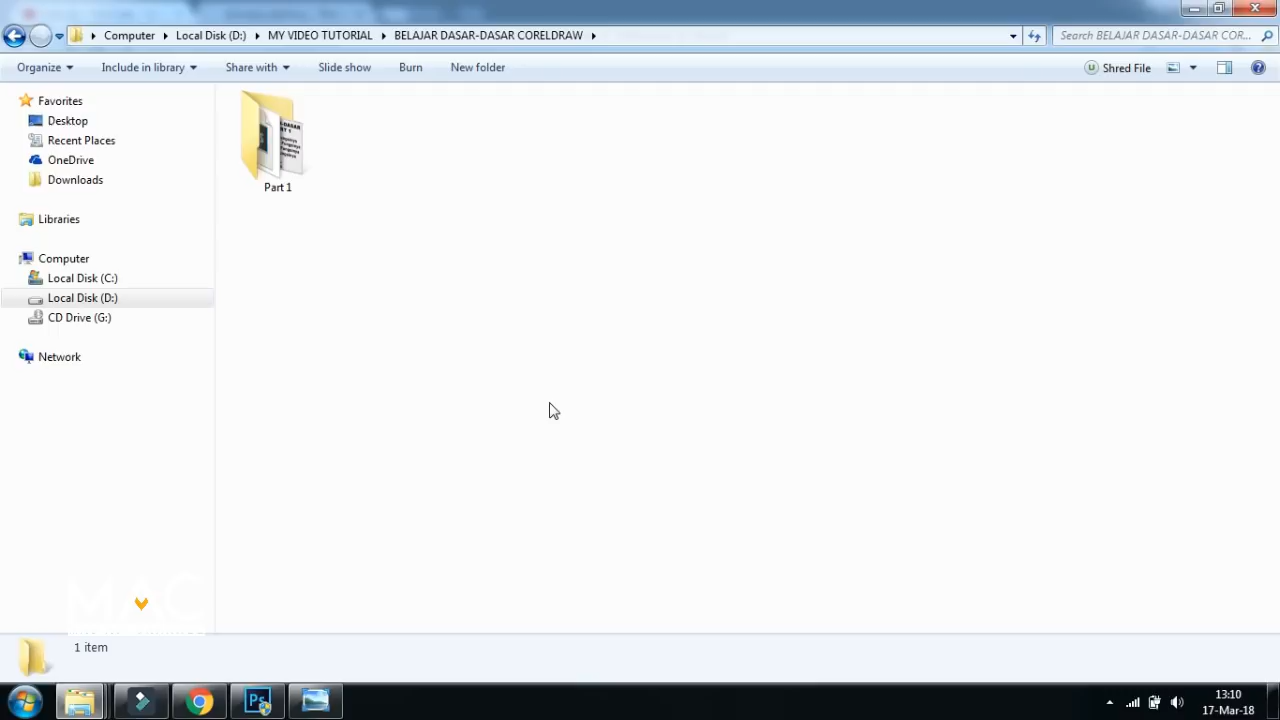 Computer Local Disk (D:) MY VIDEO TUTORIAL BELAJAR DASAR-DASAR CORELDRAW
Search BELAJAR DASAR-DASAR COR...
Organize Include in library Share with Slide show Burn New folder Shred File
Favorites
Desktop
Recent Places
OneDrive
Downloads
Libraries
Computer
Local Disk (C:)
Local Disk (D:)
CD Drive (G:)
Network
Part 1
MAC
1 item
Ps
13:10
17-Mar-18